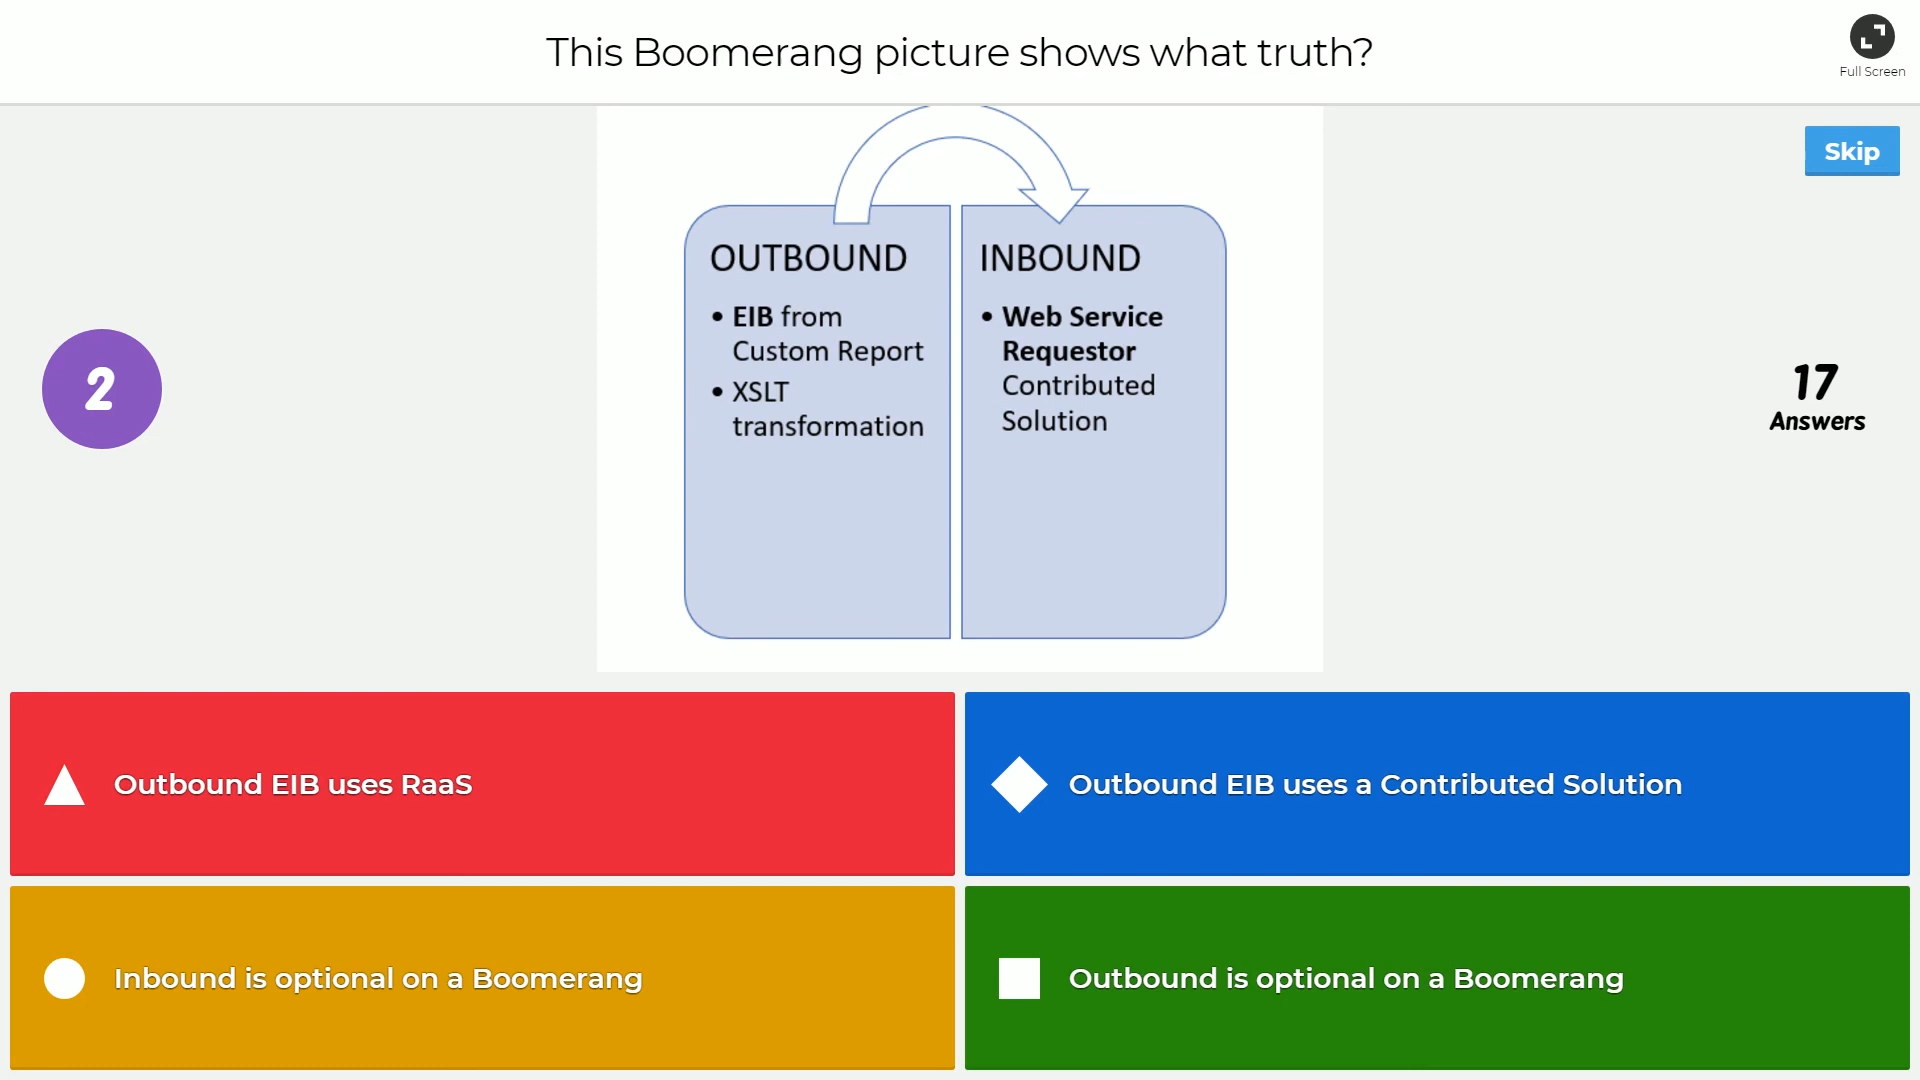 This Boomerang picture shows what truth?
Full Screen
Skip
OUTBOUND
• EIB from
Custom Report
• XSLT
transformation
INBOUND
• Web Service
Requestor
Contributed
Solution
2
17
Answers
Outbound EIB uses RaaS
Outbound EIB uses a Contributed Solution
Inbound is optional on a Boomerang
Outbound is optional on a Boomerang